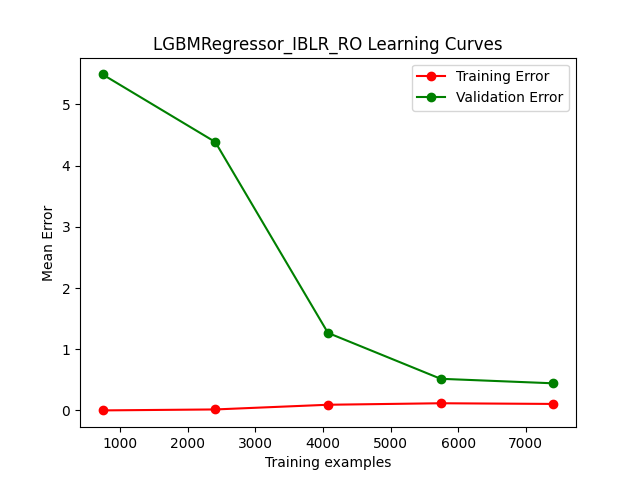 LGBMRegressor_IBLR_RO Learning Curves
Training Error
Validation Error
Mean Error
5
4
3
2
1
0
1000 2000 3000 4000 5000 6000 7000
Training examples